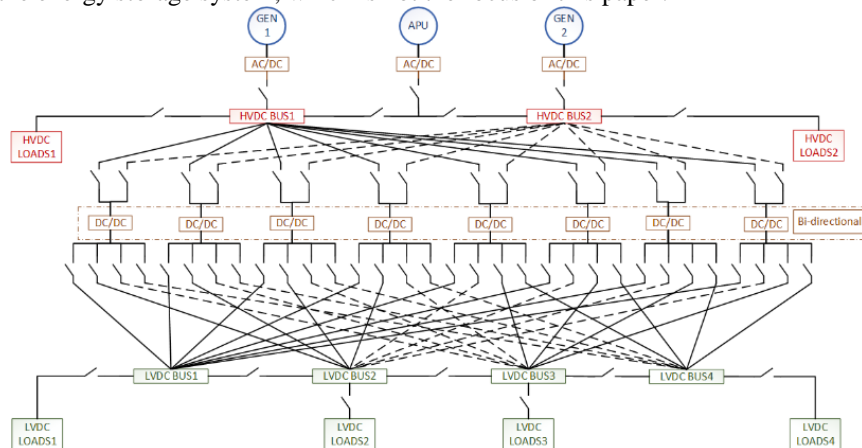 GEN
1
APU
GEN
2
AC/DC
AC/DC
AC/DC
HVDC BUS1
HVDC BUS2
HVDC
LOADS1
HVDC
LOADS2
DC/DC
DC/DC
DC/DC
DC/DC
DC/DC
DC/DC
DC/DC
DC/DC
Bi-directional
LVDC BUS1
LVDC BUS2
LVDC BUS3
LVDC BUS4
LVDC
LOADS1
LVDC
LOADS2
LVDC
LOADS3
LVDC
LOADS4